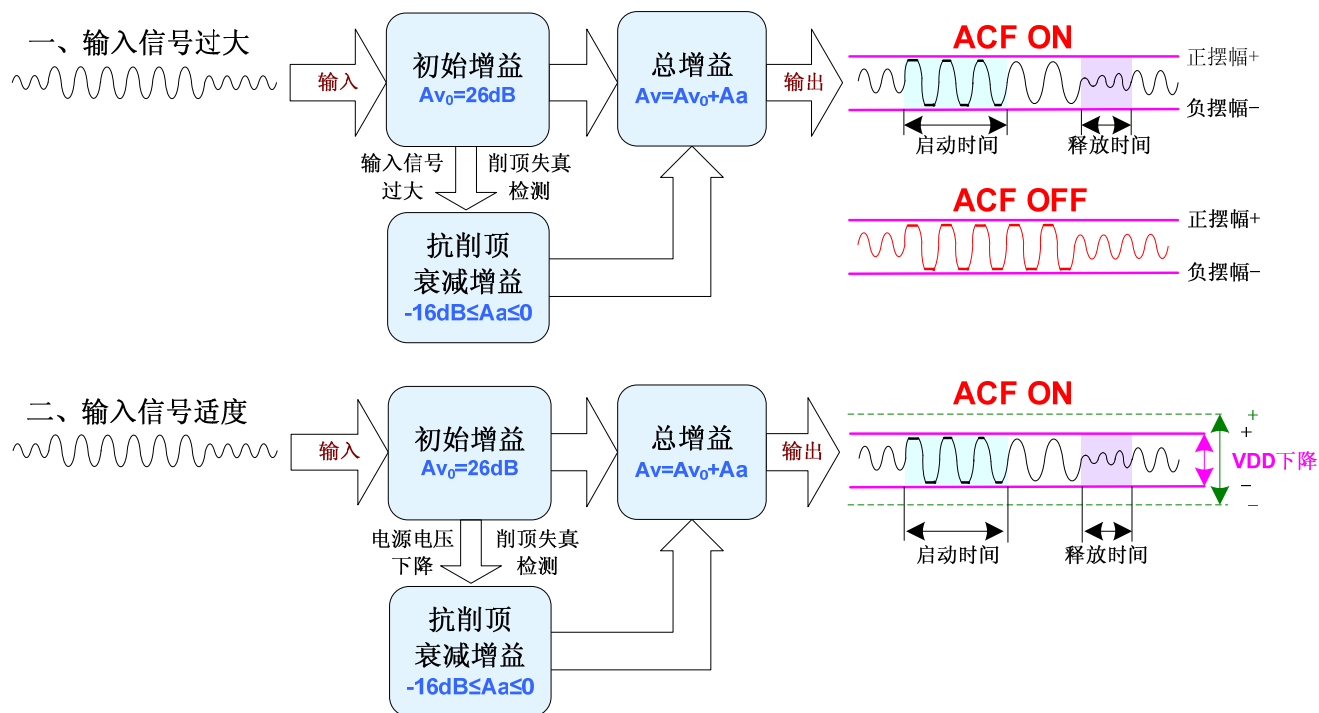 一、输入信号过大
输入
初始增益
Av₀=26dB
总增益
Av=Av₀+Aa
输出
输入信号
过大
削顶失真
检测
抗削顶
衰减增益
-16dB≤Aa≤0
ACF ON
正摆幅+
负摆幅-
启动时间
释放时间
ACF OFF
正摆幅+
负摆幅-
二、输入信号适度
输入
初始增益
Av₀=26dB
总增益
Av=Av₀+Aa
输出
电源电压
下降
削顶失真
检测
抗削顶
衰减增益
-16dB≤Aa≤0
ACF ON
+
+
VDD下降
-
-
启动时间
释放时间